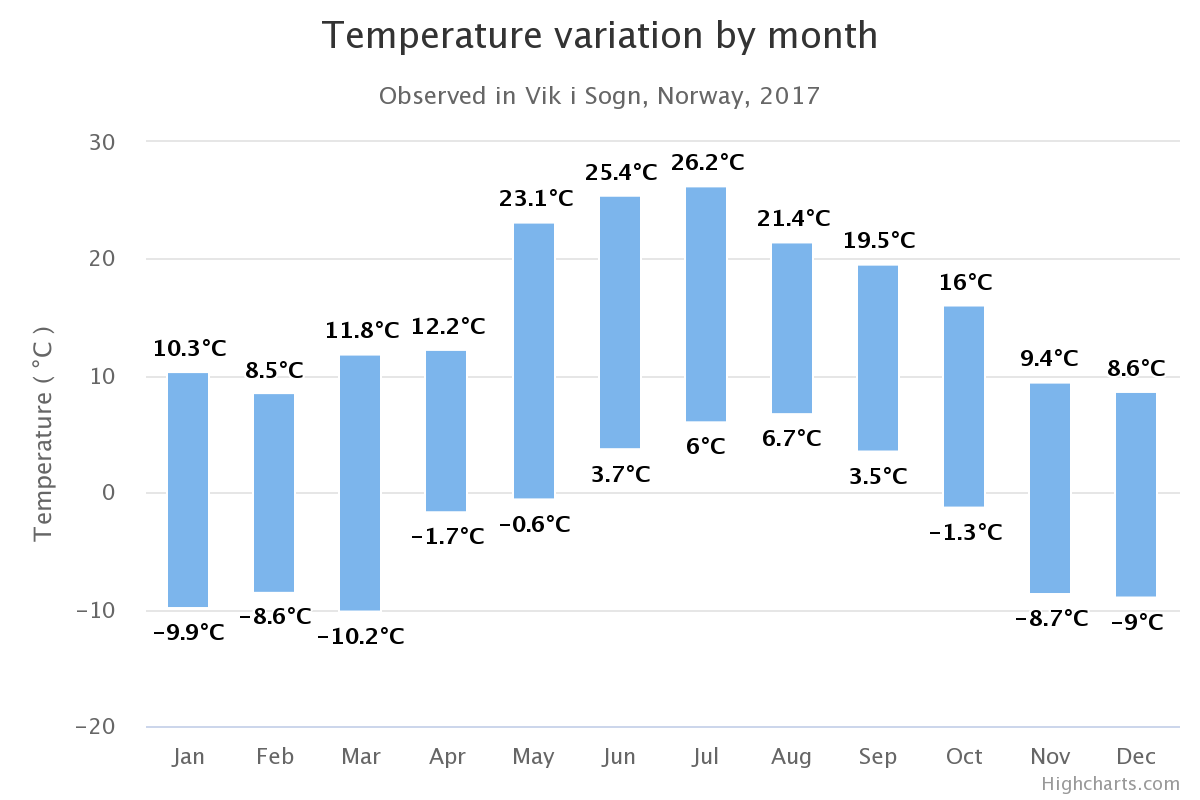 Temperature variation by month
Observed in Vik i Sogn, Norway, 2017
Temperature ( °C )
30
20
10
0
−10
−20
10.3°C
8.5°C
11.8°C
12.2°C
23.1°C
25.4°C
26.2°C
21.4°C
19.5°C
16°C
9.4°C
8.6°C
−9.9°C
−8.6°C
−10.2°C
−1.7°C
−0.6°C
3.7°C
6°C
6.7°C
3.5°C
−1.3°C
−8.7°C
−9°C
Jan Feb Mar Apr May Jun Jul Aug Sep Oct Nov Dec
Highcharts.com